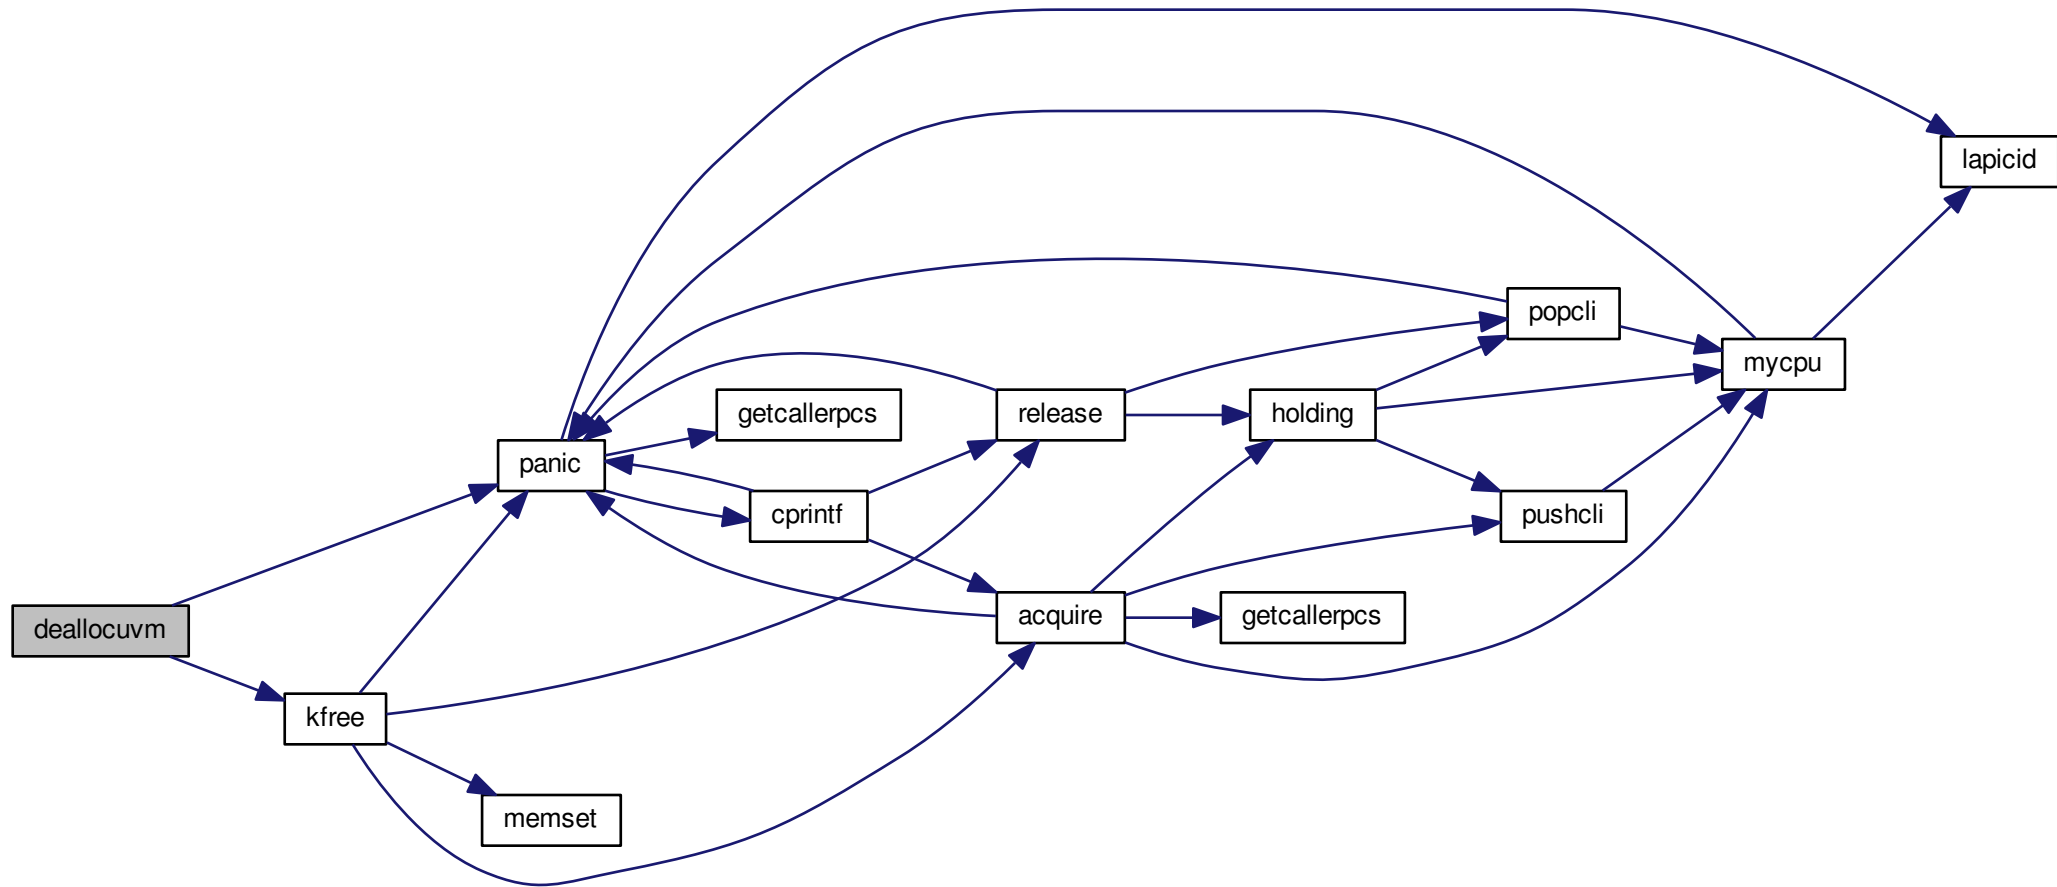 lapicid
popcli
mycpu
getcallerpcs
release
holding
panic
cprintf
pushcli
deallocuvm
acquire
getcallerpcs
kfree
memset